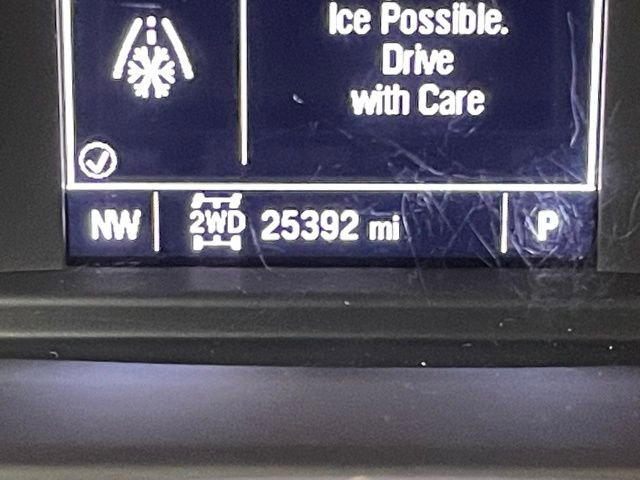 Ice Possible.
Drive
with Care
NW 2WD 25392 mi P